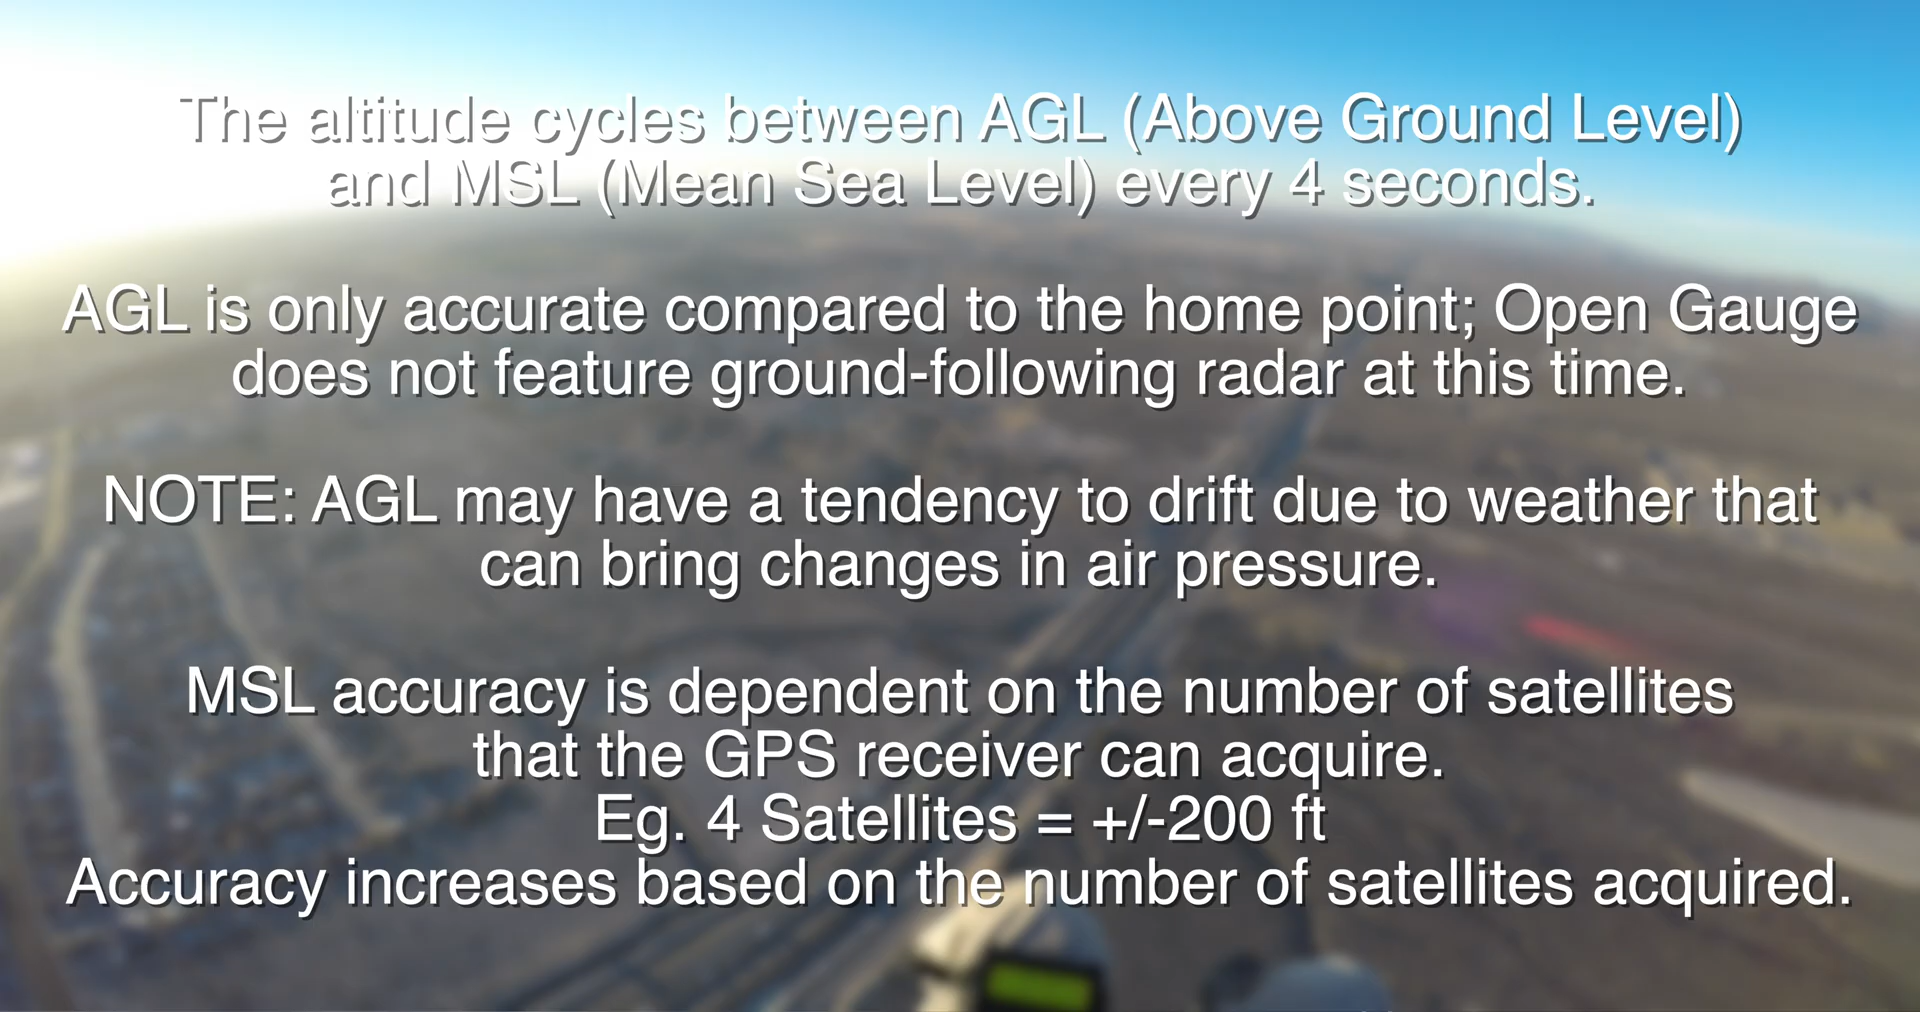 The altitude cycles between AGL (Above Ground Level)
and MSL (Mean Sea Level) every 4 seconds.
AGL is only accurate compared to the home point; Open Gauge
does not feature ground-following radar at this time.
NOTE: AGL may have a tendency to drift due to weather that
can bring changes in air pressure.
MSL accuracy is dependent on the number of satellites
that the GPS receiver can acquire.
Eg. 4 Satellites = +/-200 ft
Accuracy increases based on the number of satellites acquired.